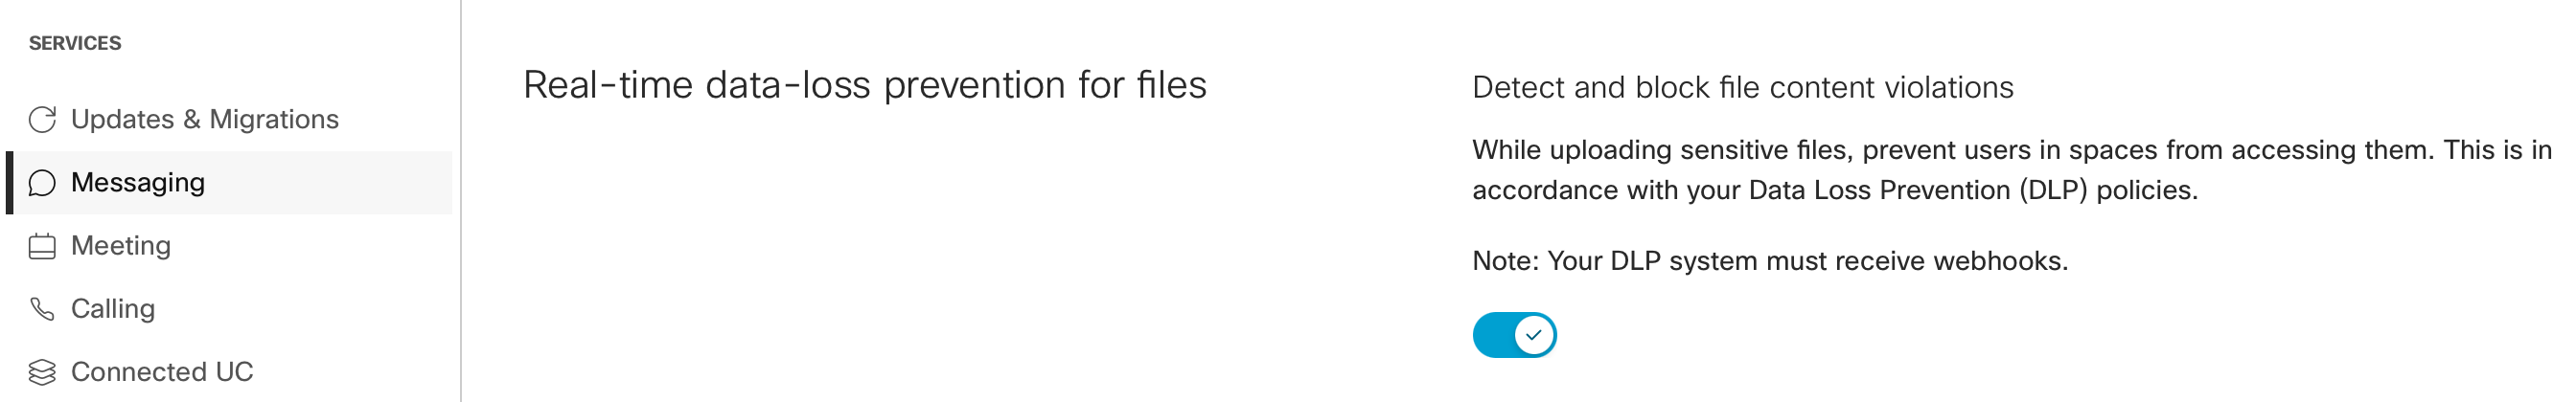 SERVICES
Updates & Migrations
Messaging
Meeting
Calling
Connected UC
Real-time data-loss prevention for files
Detect and block file content violations
While uploading sensitive files, prevent users in spaces from accessing them. This is in
accordance with your Data Loss Prevention (DLP) policies.
Note: Your DLP system must receive webhooks.